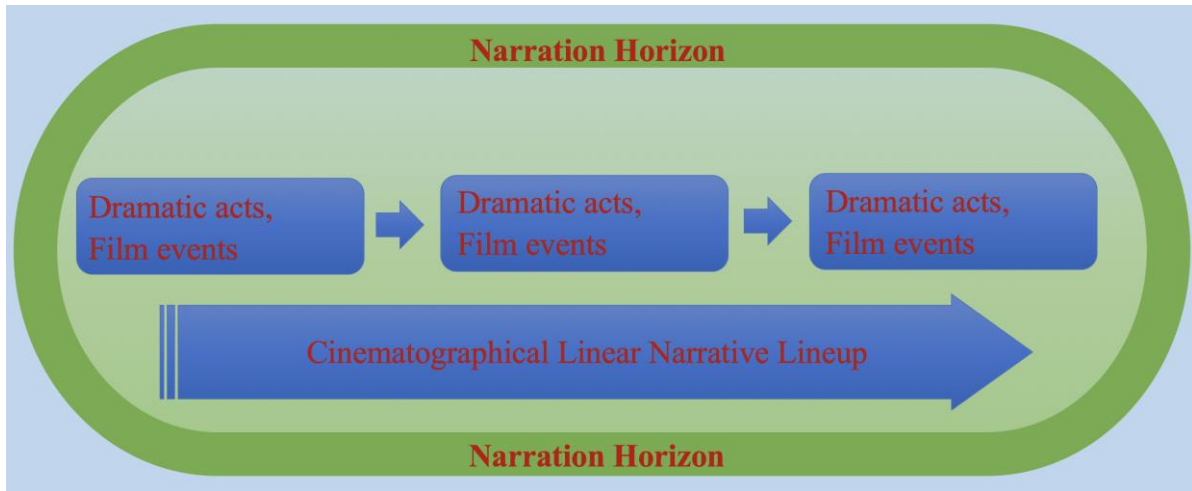 Narration Horizon
Dramatic acts,
Film events
Dramatic acts,
Film events
Dramatic acts,
Film events
Cinematographical Linear Narrative Lineup
Narration Horizon